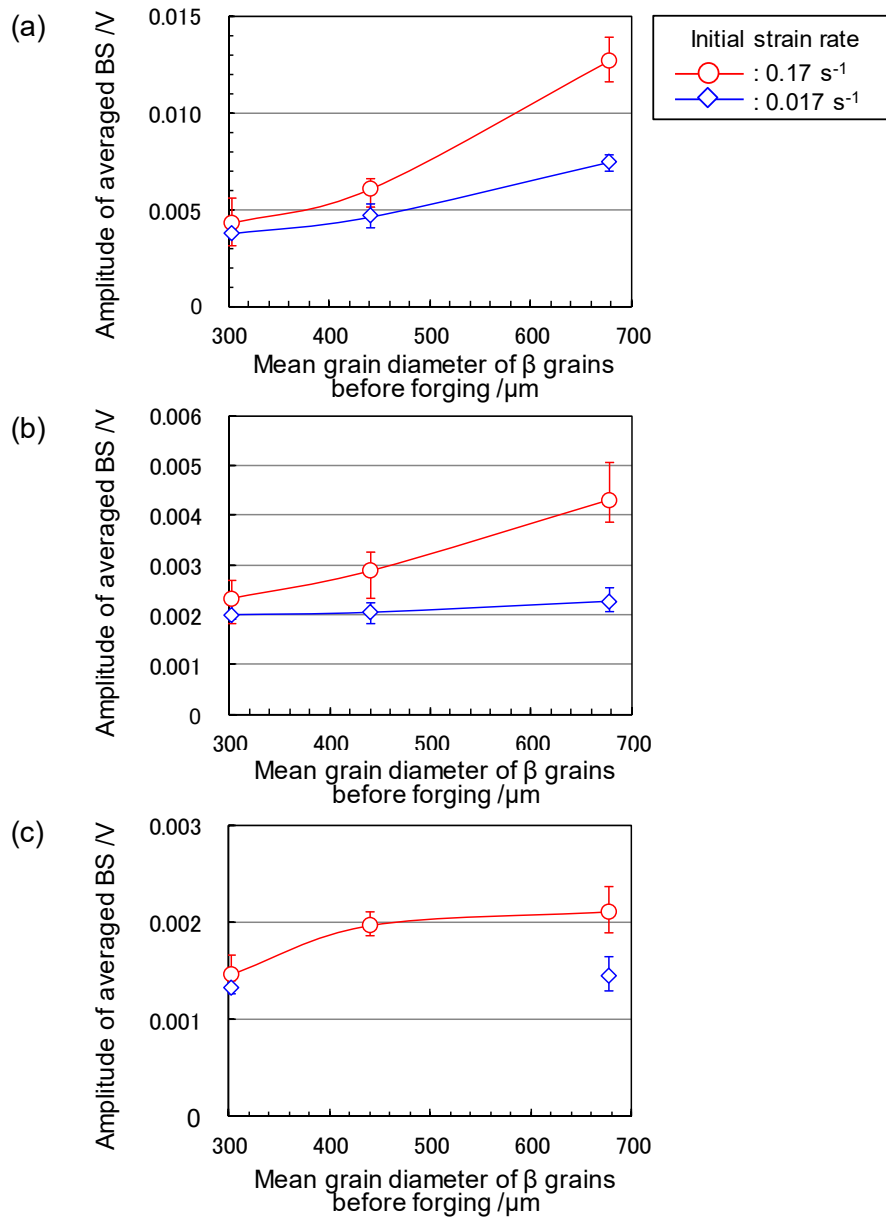 (a)
Amplitude of averaged BS /V
0.015
0.010
0.005
0
300 400 500 600 700
Mean grain diameter of β grains
before forging /µm
Initial strain rate
: 0.17 s⁻¹
: 0.017 s⁻¹
(b)
Amplitude of averaged BS /V
0.006
0.005
0.004
0.003
0.002
0.001
0
300 400 500 600 700
Mean grain diameter of β grains
before forging /µm
(c)
Amplitude of averaged BS /V
0.003
0.002
0.001
0
300 400 500 600 700
Mean grain diameter of β grains
before forging /µm